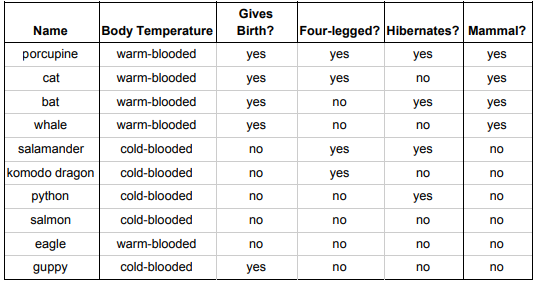 Name Body Temperature Gives Birth? Four-legged? Hibernates? Mammal?
porcupine warm-blooded yes yes yes yes
cat warm-blooded yes yes no yes
bat warm-blooded yes no yes yes
whale warm-blooded yes no no yes
salamander cold-blooded no yes yes no
komodo dragon cold-blooded no yes no no
python cold-blooded no no yes no
salmon cold-blooded no no no no
eagle warm-blooded no no no no
guppy cold-blooded yes no no no